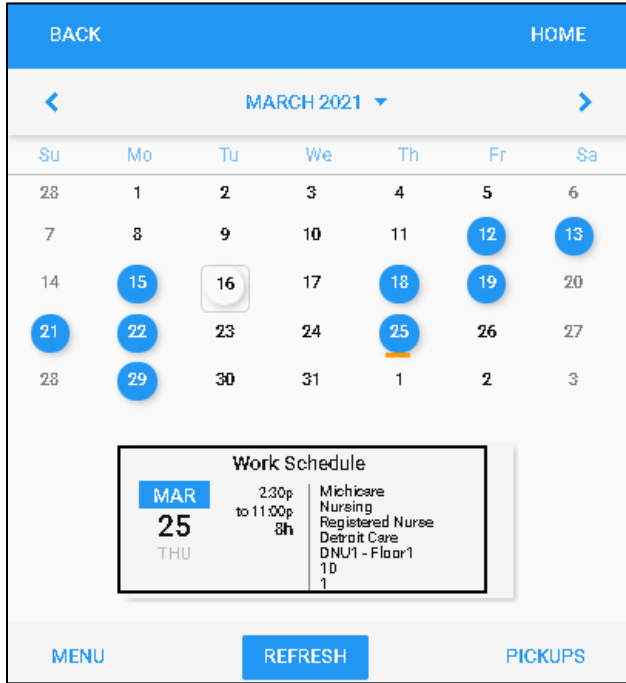 BACK HOME
MARCH 2021
Su Mo Tu We Th Fr Sa
28 1 2 3 4 5 6
7 8 9 10 11 12 13
14 15 16 17 18 19 20
21 22 23 24 25 26 27
28 29 30 31 1 2 3
Work Schedule
MAR
25
THU
2:30p
to 11:00p
8h
Michicare
Nursing
Registered Nurse
Detroit Care
DNU1 - Floor1
10
1
MENU REFRESH PICKUPS